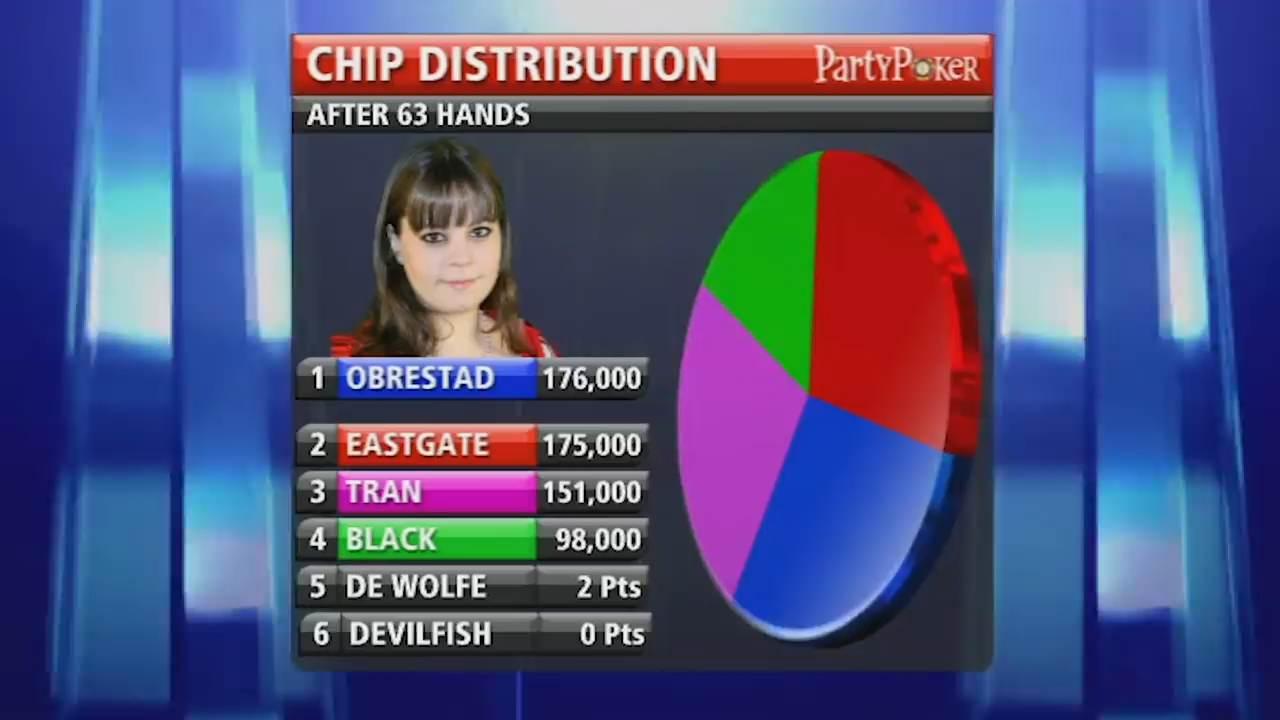 CHIP DISTRIBUTION PARTYPOKER
AFTER 63 HANDS
1 OBRESTAD 176,000
2 EASTGATE 175,000
3 TRAN 151,000
4 BLACK 98,000
5 DE WOLFE 2 Pts
6 DEVILFISH 0 Pts